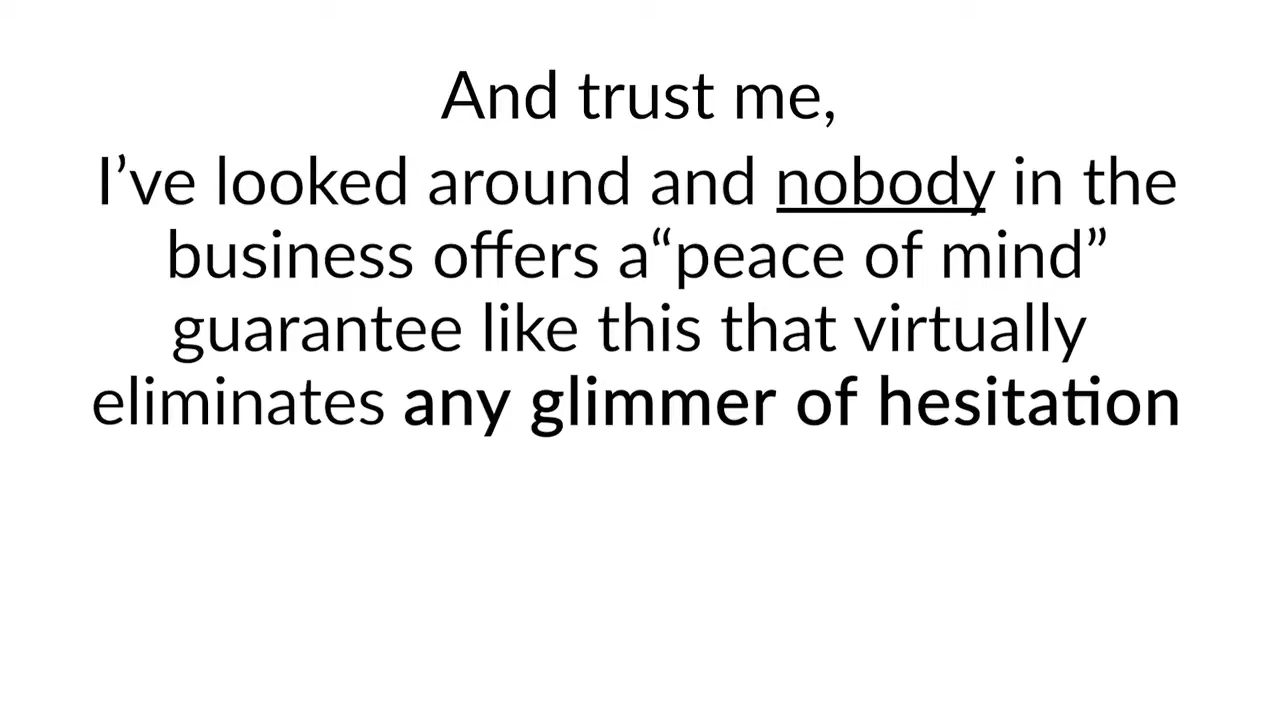 And trust me,
I’ve looked around and nobody in the
business offers a“peace of mind”
guarantee like this that virtually
eliminates any glimmer of hesitation